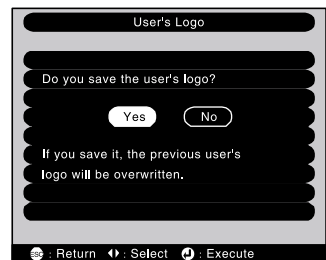 User's Logo
Do you save the user's logo?
Yes No
If you save it, the previous user's
logo will be overwritten.
ESC : Return : Select : Execute